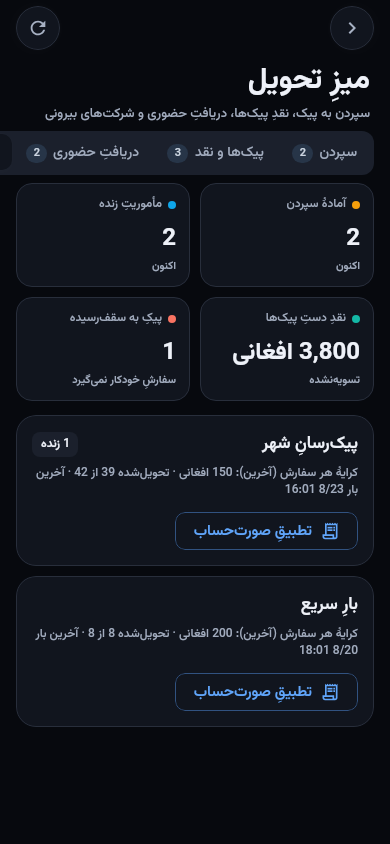 میزِ تحویل
سپردن به پیک، نقدِ پیک‌ها، دریافتِ حضوری و شرکت‌های بیرونی
سپردن 2 پیک‌ها و نقد 3 دریافتِ حضوری 2
آمادهٔ سپردن
2
اکنون
مأموریتِ زنده
2
اکنون
نقدِ دستِ پیک‌ها
3,800 افغانی
تسویه‌نشده
پیکِ به سقف‌رسیده
1
سفارشِ خودکار نمی‌گیرد
پیک‌رسانِ شهر
1 زنده
کرایهٔ هر سفارش (آخرین): 150 افغانی · تحویل‌شده 39 از 42 · آخرین
بار 8/23 16:01
تطبیقِ صورت‌حساب
بارِ سریع
کرایهٔ هر سفارش (آخرین): 200 افغانی · تحویل‌شده 8 از 8 · آخرین بار
8/20 18:01
تطبیقِ صورت‌حساب